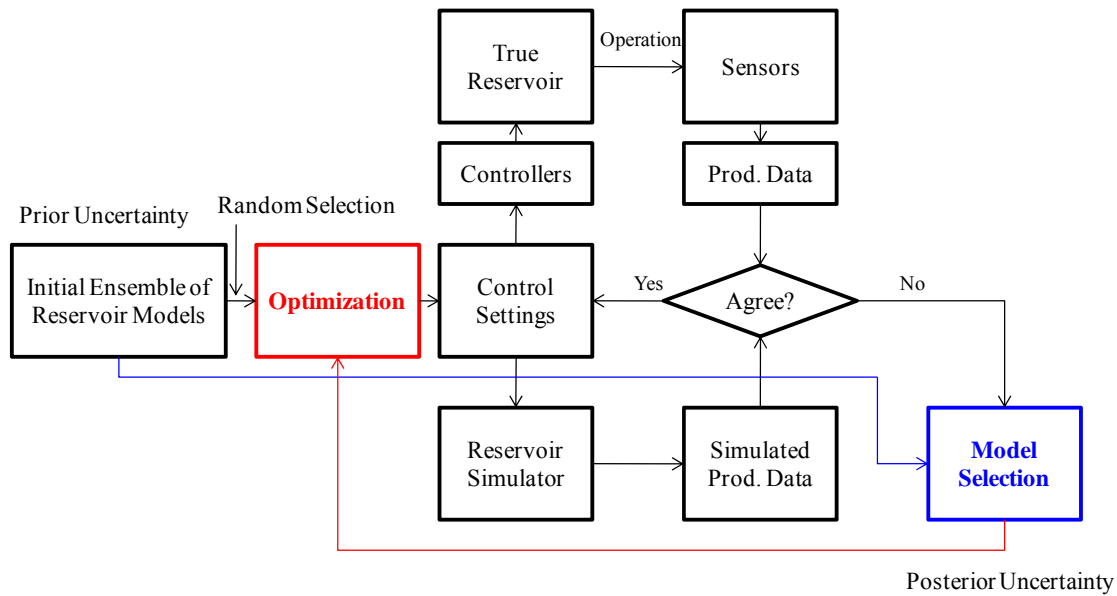 True
Reservoir
Operation
Sensors
Controllers
Prod. Data
Prior Uncertainty
Random Selection
Initial Ensemble of
Reservoir Models
Optimization
Control
Settings
Yes
Agree?
No
Reservoir
Simulator
Simulated
Prod. Data
Model
Selection
Posterior Uncertainty